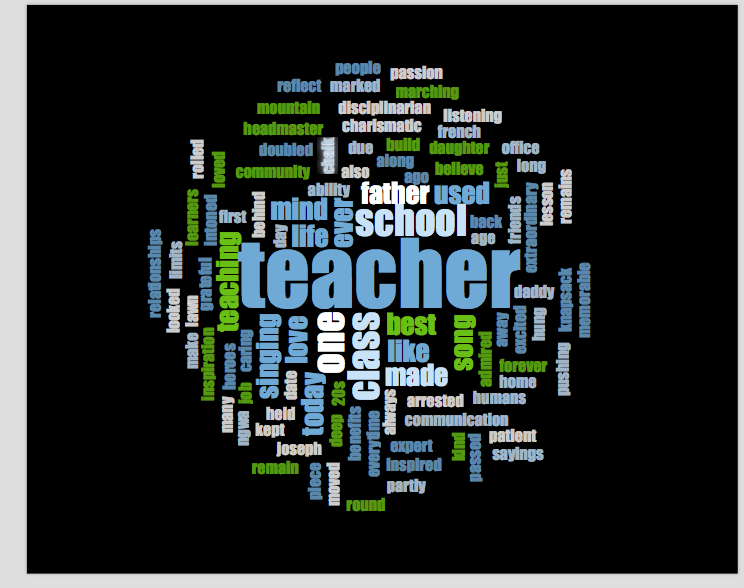 people
passion
reflect
marked
marching
mountain
disciplinarian
listening
headmaster
charismatic
french
rolled
loved
doubled
chalk
due
build
daughter
office
along
community
also
ago
believe
just
long
ability
father
used
learners
intoned
first
behind
mind
ever
school
back
friends
extraordinary
lesson
remains
day
life
age
relationships
limits
grateful
teaching
teacher
daddy
knapsack
memorable
looked
lawn
make
inspiration
heroes
caring
singing
love
one
class
best
song
away
excited
hung
like
admired
pushing
made
forever
home
date
today
20s
many
job
ngwa
held
always
arrested
humans
kept
deep
benefits
everytime
communication
joseph
expert
kind
passed
patient
remain
piece
moved
inspired
sayings
partly
round